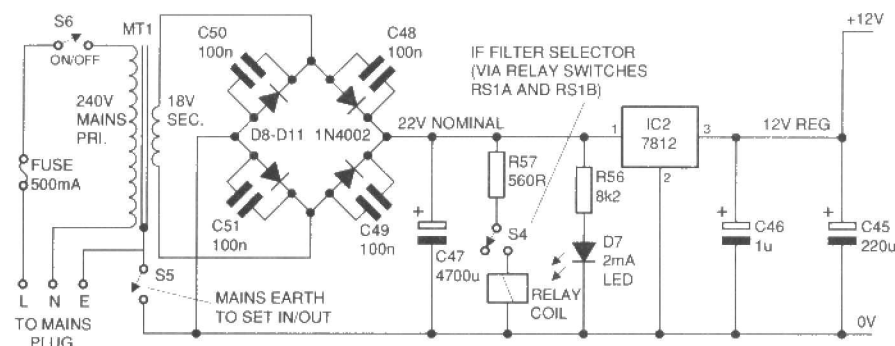 S6
ON/OFF
MT1
240V
MAINS
PRI.
18V
SEC.
FUSE
500mA
L N E
TO MAINS
PLUG
S5
MAINS EARTH
TO SET IN/OUT
C50
100n
C48
100n
D8-D11 1N4002
C51
100n
C49
100n
22V NOMINAL
+
C47
4700u
IF FILTER SELECTOR
(VIA RELAY SWITCHES
RS1A AND RS1B)
R57
560R
S4
RELAY
COIL
R56
8k2
D7
2mA
LED
1
IC2
7812
3
2
12V REG
+
C46
1u
+
C45
220u
+12V
0V